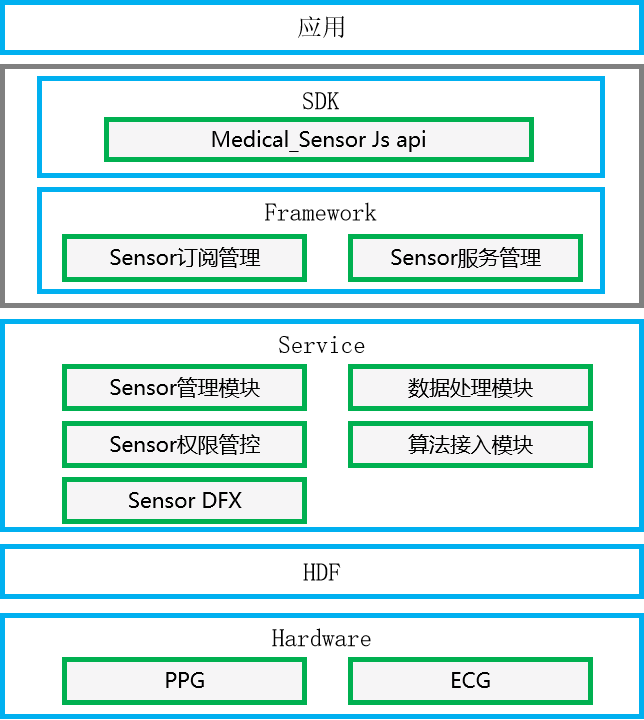 应用
SDK
Medical_Sensor Js api
Framework
Sensor订阅管理
Sensor服务管理
Service
Sensor管理模块
数据处理模块
Sensor权限管控
算法接入模块
Sensor DFX
HDF
Hardware
PPG
ECG